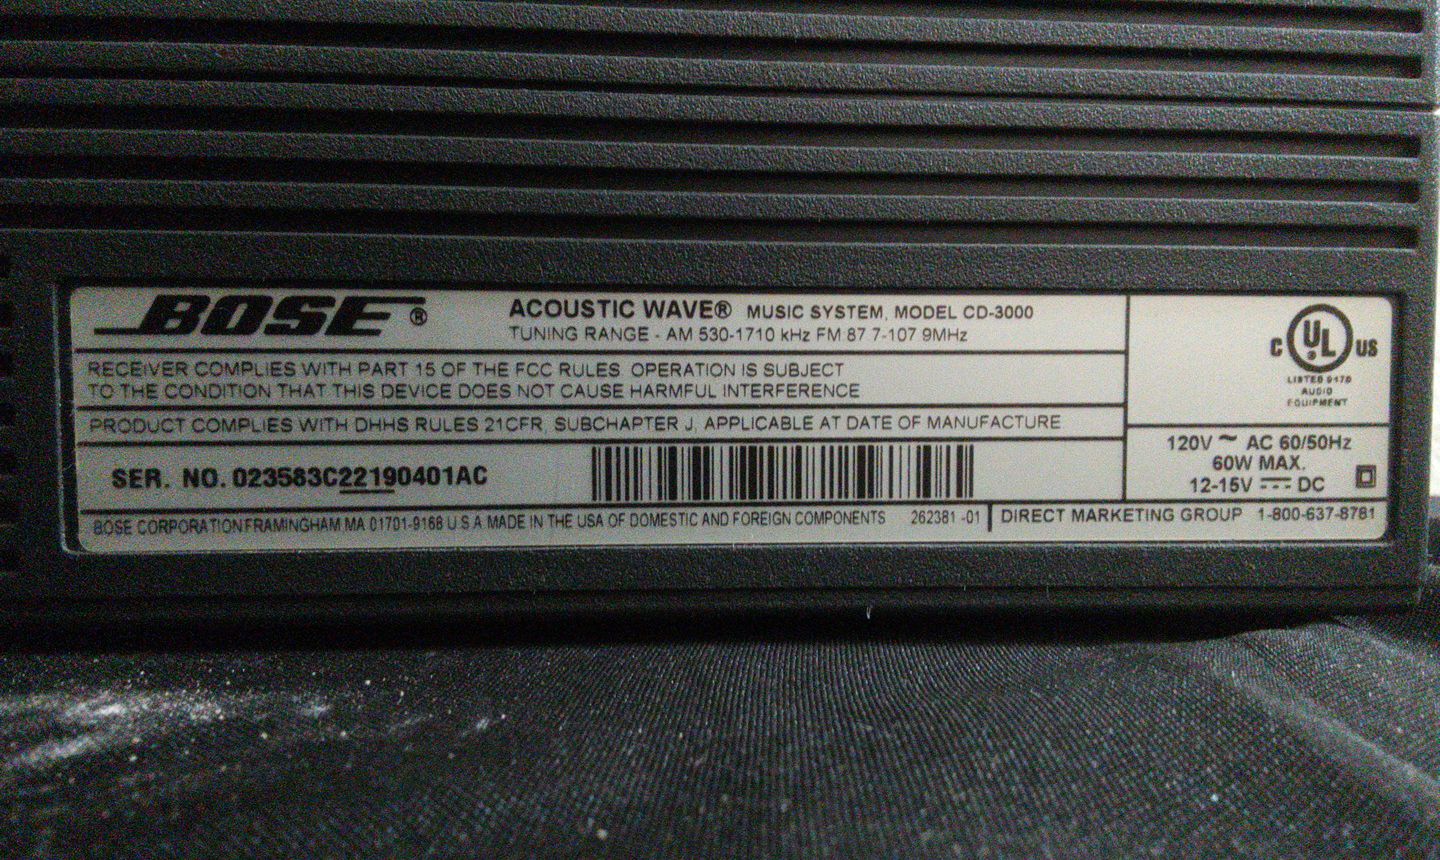 BOSE®
ACOUSTIC WAVE® MUSIC SYSTEM, MODEL CD-3000
TUNING RANGE - AM 530-1710 kHz FM 87 7-107 9MHz
RECEIVER COMPLIES WITH PART 15 OF THE FCC RULES OPERATION IS SUBJECT
TO THE CONDITION THAT THIS DEVICE DOES NOT CAUSE HARMFUL INTERFERENCE
PRODUCT COMPLIES WITH DHHS RULES 21CFR, SUBCHAPTER J, APPLICABLE AT DATE OF MANUFACTURE
SER. NO. 023583C22190401AC
C UL® US
LISTED 9170
AUDIO
EQUIPMENT
120V ~ AC 60/50Hz
60W MAX.
12-15V ⎓ DC
BOSE CORPORATION FRAMINGHAM MA 01701-9168 U S A MADE IN THE USA OF DOMESTIC AND FOREIGN COMPONENTS 262381 -01
DIRECT MARKETING GROUP 1-800-637-8781